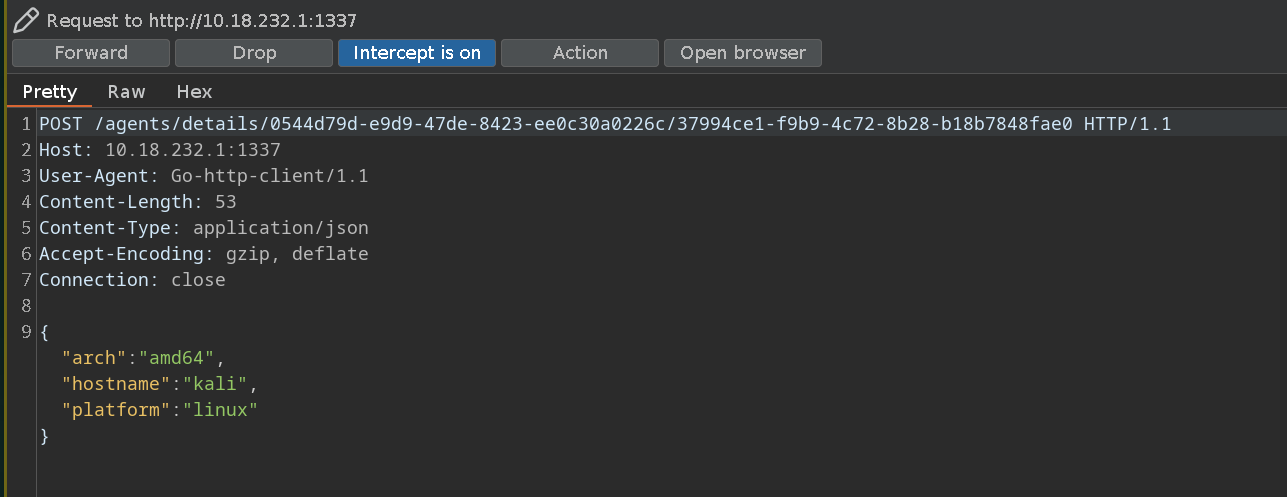 Request to http://10.18.232.1:1337
Forward Drop Intercept is on Action Open browser
Pretty Raw Hex
1 POST /agents/details/0544d79d-e9d9-47de-8423-ee0c30a0226c/37994ce1-f9b9-4c72-8b28-b18b7848fae0 HTTP/1.1
2 Host: 10.18.232.1:1337
3 User-Agent: Go-http-client/1.1
4 Content-Length: 53
5 Content-Type: application/json
6 Accept-Encoding: gzip, deflate
7 Connection: close
8
9 {
"arch":"amd64",
"hostname":"kali",
"platform":"linux"
}